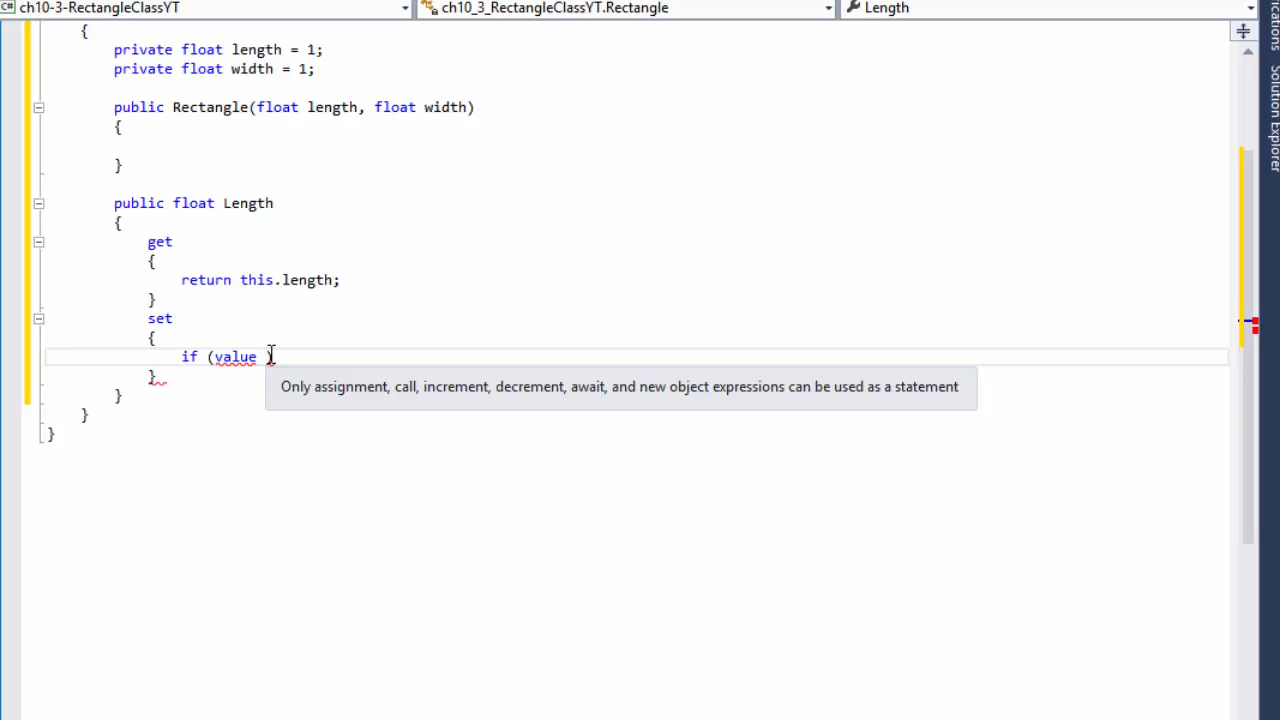 C# ch10-3-RectangleClassYT ch10_3_RectangleClassYT.Rectangle Length
{
private float length = 1;
private float width = 1;
public Rectangle(float length, float width)
{
}
public float Length
{
get
{
return this.length;
}
set
{
if (value )
}
Only assignment, call, increment, decrement, await, and new object expressions can be used as a statement
}
}
}
ications
Solution Explorer